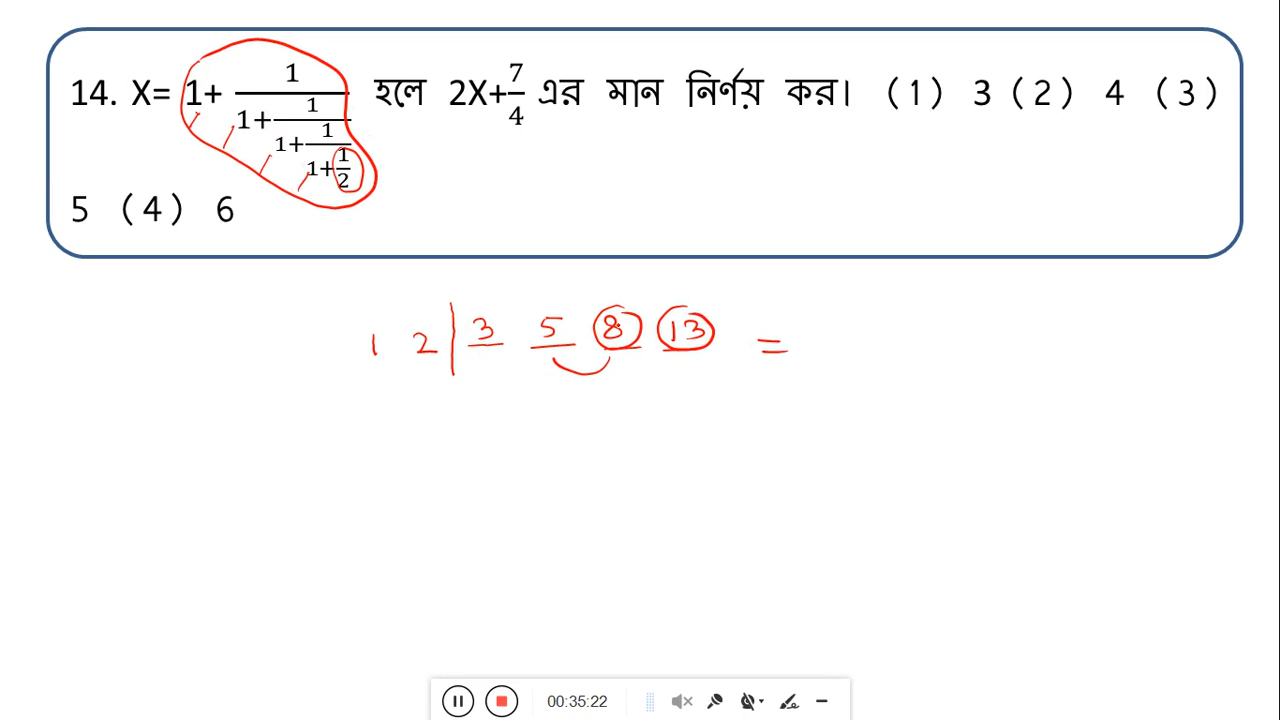 14. X= 1+ 1/(1+ 1/(1+ 1/(1+ 1/2))) হলে 2X+ 7/4 এর মান নির্ণয় কর। (1) 3 (2) 4 (3)
5 (4) 6
1 2 | 3 5 8 13 =
00:35:22